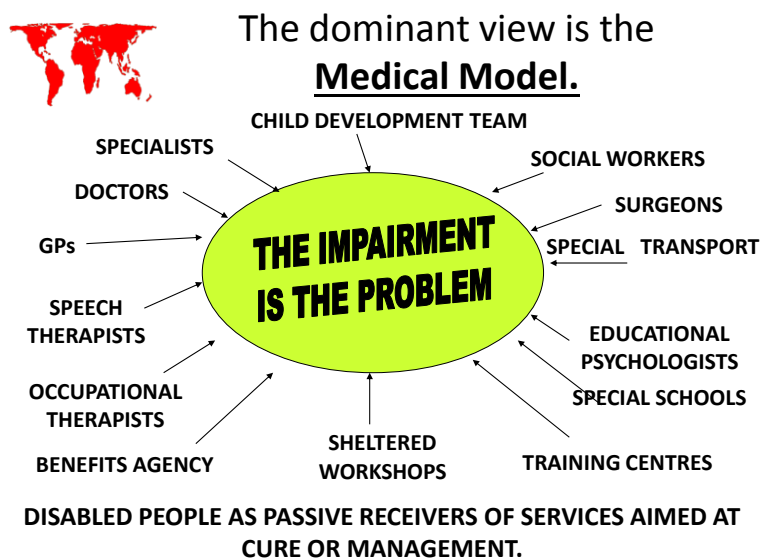 The dominant view is the
Medical Model.
CHILD DEVELOPMENT TEAM
SPECIALISTS
SOCIAL WORKERS
DOCTORS
SURGEONS
GPs
SPECIAL TRANSPORT
THE IMPAIRMENT
IS THE PROBLEM
SPEECH
THERAPISTS
EDUCATIONAL
PSYCHOLOGISTS
OCCUPATIONAL
THERAPISTS
SPECIAL SCHOOLS
BENEFITS AGENCY
SHELTERED
WORKSHOPS
TRAINING CENTRES
DISABLED PEOPLE AS PASSIVE RECEIVERS OF SERVICES AIMED AT
CURE OR MANAGEMENT.